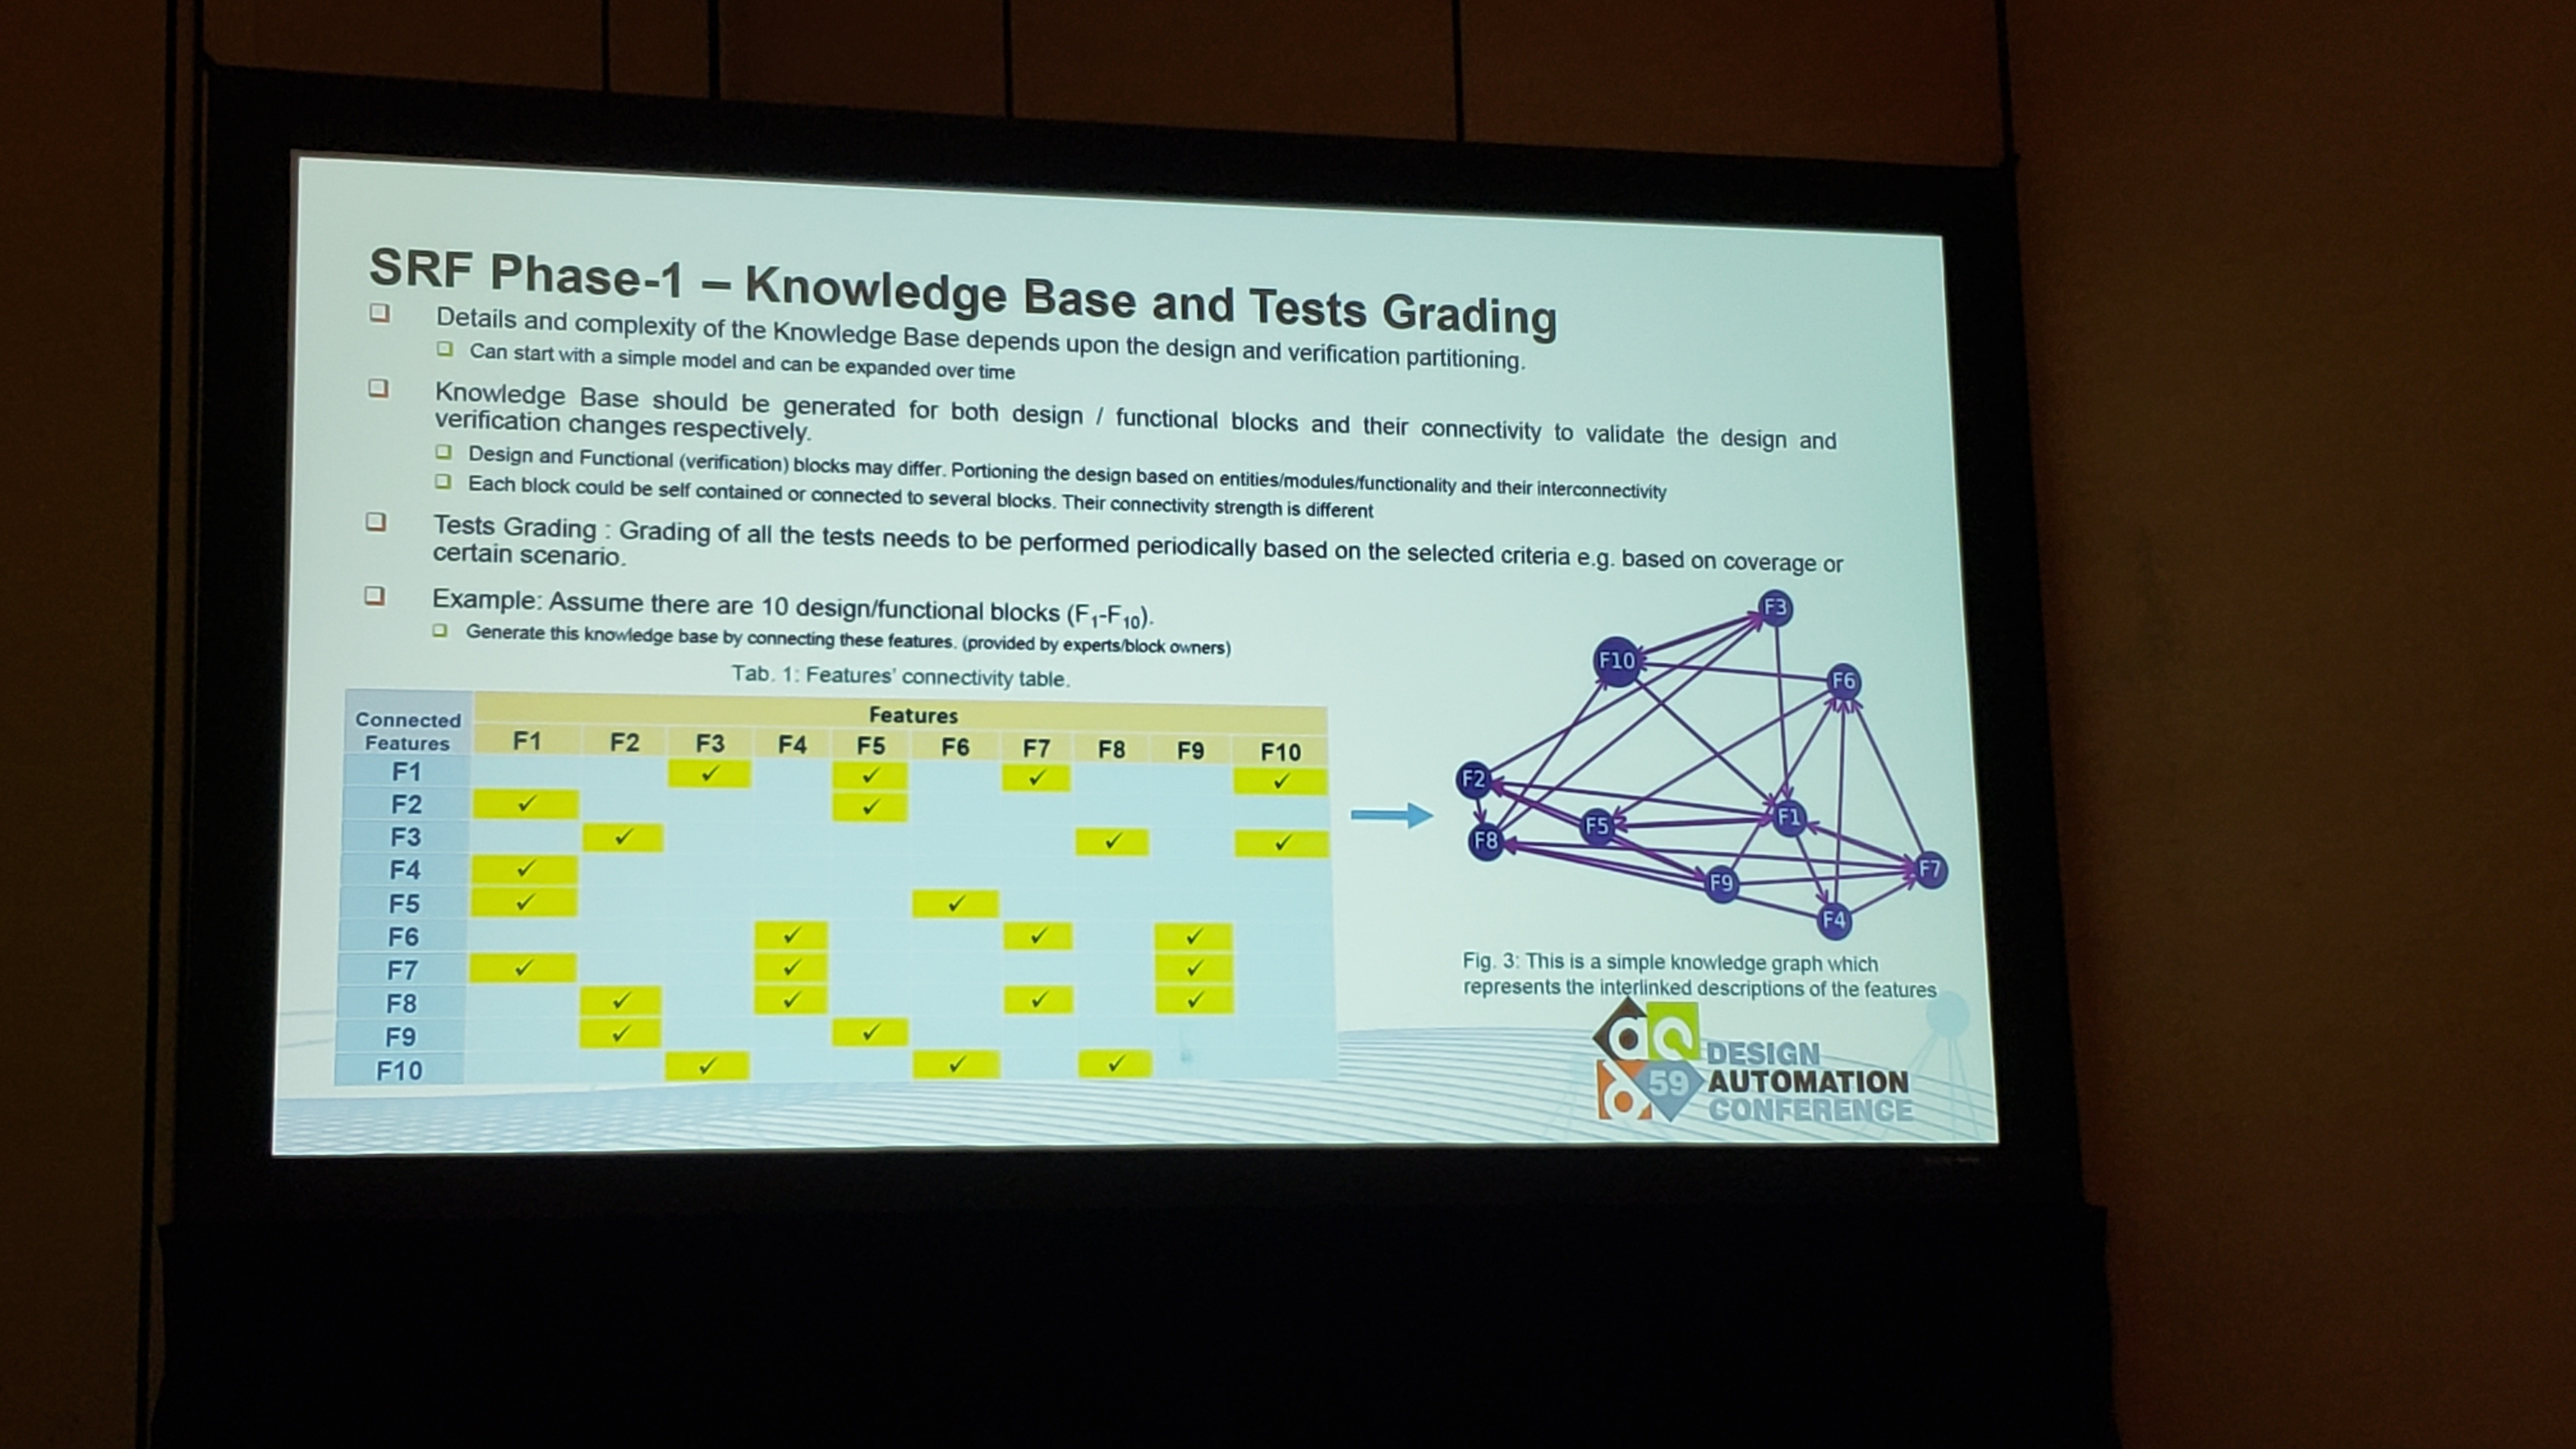 SRF Phase-1 – Knowledge Base and Tests Grading
Details and complexity of the Knowledge Base depends upon the design and verification partitioning.
Can start with a simple model and can be expanded over time
Knowledge Base should be generated for both design / functional blocks and their connectivity to validate the design and
verification changes respectively.
Design and Functional (verification) blocks may differ. Portioning the design based on entities/modules/functionality and their interconnectivity
Each block could be self contained or connected to several blocks. Their connectivity strength is different
Tests Grading : Grading of all the tests needs to be performed periodically based on the selected criteria e.g. based on coverage or
certain scenario.
Example: Assume there are 10 design/functional blocks (F1-F10).
Generate this knowledge base by connecting these features. (provided by experts/block owners)
Tab. 1: Features' connectivity table.
Connected
Features
Features
F1 F2 F3 F4 F5 F6 F7 F8 F9 F10
F1 ✓ ✓ ✓ ✓
F2 ✓ ✓
F3 ✓ ✓ ✓
F4 ✓
F5 ✓ ✓
F6 ✓ ✓ ✓
F7 ✓ ✓ ✓
F8 ✓ ✓ ✓ ✓
F9 ✓ ✓
F10 ✓ ✓ ✓
F3
F10
F6
F2
F5
F1
F8
F7
F9
F4
Fig. 3: This is a simple knowledge graph which
represents the interlinked descriptions of the features
59
DESIGN
AUTOMATION
CONFERENCE